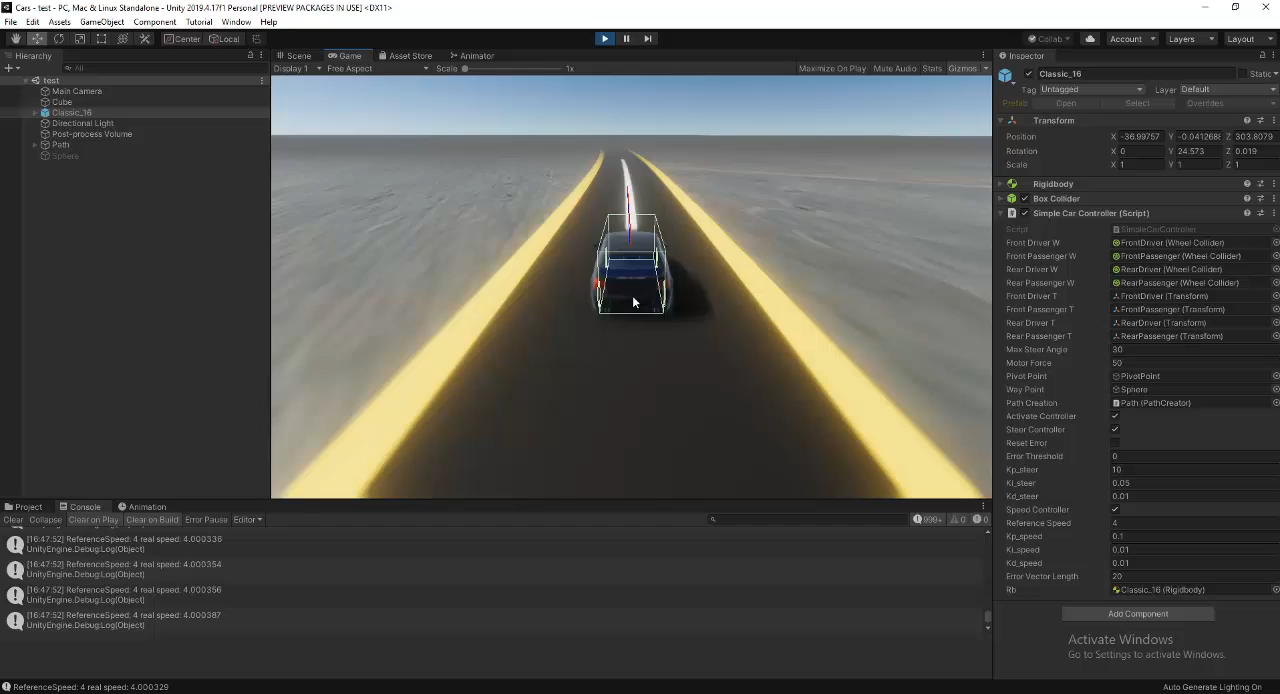 Cars - test - PC, Mac & Linux Standalone - Unity 2019.4.17f1 Personal [PREVIEW PACKAGES IN USE] <DX11>
File Edit Assets GameObject Component Tutorial Window Help
Center Local Collab Account Layers Layout
Hierarchy Scene Game Asset Store Animator Inspector
All Display 1 Free Aspect Scale 1x Maximize On Play Mute Audio Stats Gizmos
test
Main Camera
Cube
Classic_16
Directional Light
Post-process Volume
Path
Sphere
Classic_16 Static
Tag Untagged Layer Default
Prefab Open Select Overrides
Transform
Position X -36.99757 Y -0.041268 Z 303.8079
Rotation X 0 Y 24.573 Z 0.019
Scale X 1 Y 1 Z 1
Rigidbody
Box Collider
Simple Car Controller (Script)
Script SimpleCarController
Front Driver W FrontDriver (Wheel Collider)
Front Passenger W FrontPassenger (Wheel Collider)
Rear Driver W RearDriver (Wheel Collider)
Rear Passenger W RearPassenger (Wheel Collider)
Front Driver T FrontDriver (Transform)
Front Passenger T FrontPassenger (Transform)
Rear Driver T RearDriver (Transform)
Rear Passenger T RearPassenger (Transform)
Max Steer Angle 30
Motor Force 50
Pivot Point PivotPoint
Way Point Sphere
Path Creation Path (PathCreator)
Activate Controller
Steer Controller
Reset Error
Error Threshold 0
Kp_steer 10
Ki_steer 0.05
Kd_steer 0.01
Speed Controller
Reference Speed 4
Kp_speed 0.1
Ki_speed 0.01
Kd_speed 0.01
Error Vector Length 20
Rb Classic_16 (Rigidbody)
Add Component
Project Console Animation
Clear Collapse Clear on Play Clear on Build Error Pause Editor 999+ 0 0
[16:47:52] ReferenceSpeed: 4 real speed: 4.000336
UnityEngine.Debug:Log(Object)
[16:47:52] ReferenceSpeed: 4 real speed: 4.000354
UnityEngine.Debug:Log(Object)
[16:47:52] ReferenceSpeed: 4 real speed: 4.000356
UnityEngine.Debug:Log(Object)
[16:47:52] ReferenceSpeed: 4 real speed: 4.000387
UnityEngine.Debug:Log(Object)
Activate Windows
Go to Settings to activate Windows.
ReferenceSpeed: 4 real speed: 4.000329 Auto Generate Lighting On